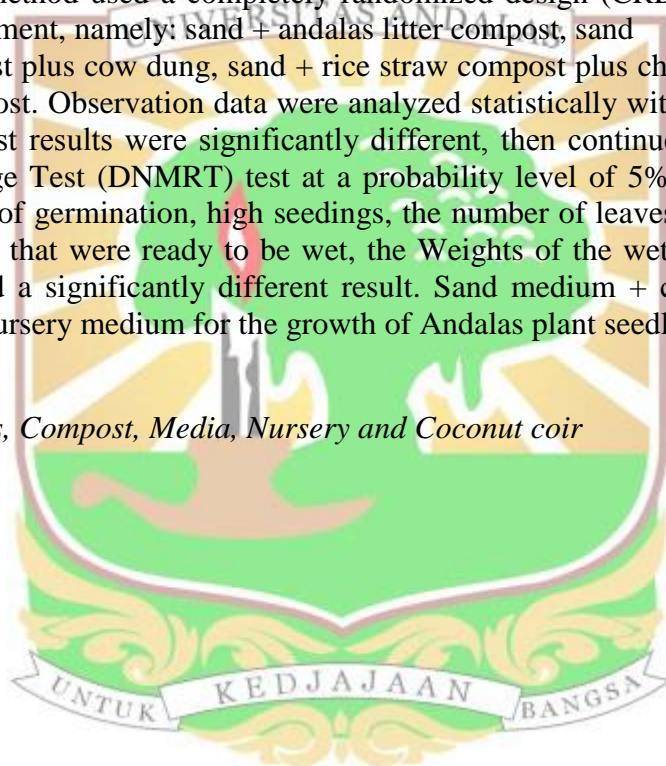 ethod used a completely randomized design (CRD
UNIVERSITAS ANDALAS
ment, namely: sand + andalas litter compost, sand
st plus cow dung, sand + rice straw compost plus ch
ost. Observation data were analyzed statistically wit
st results were significantly different, then continue
ge Test (DNMRT) test at a probability level of 5%
of germination, high seedings, the number of leaves
that were ready to be wet, the Weights of the wet
d a significantly different result. Sand medium + c
ursery medium for the growth of Andalas plant seedl
, Compost, Media, Nursery and Coconut coir
UNTUK KEDJAJAAN BANGSA